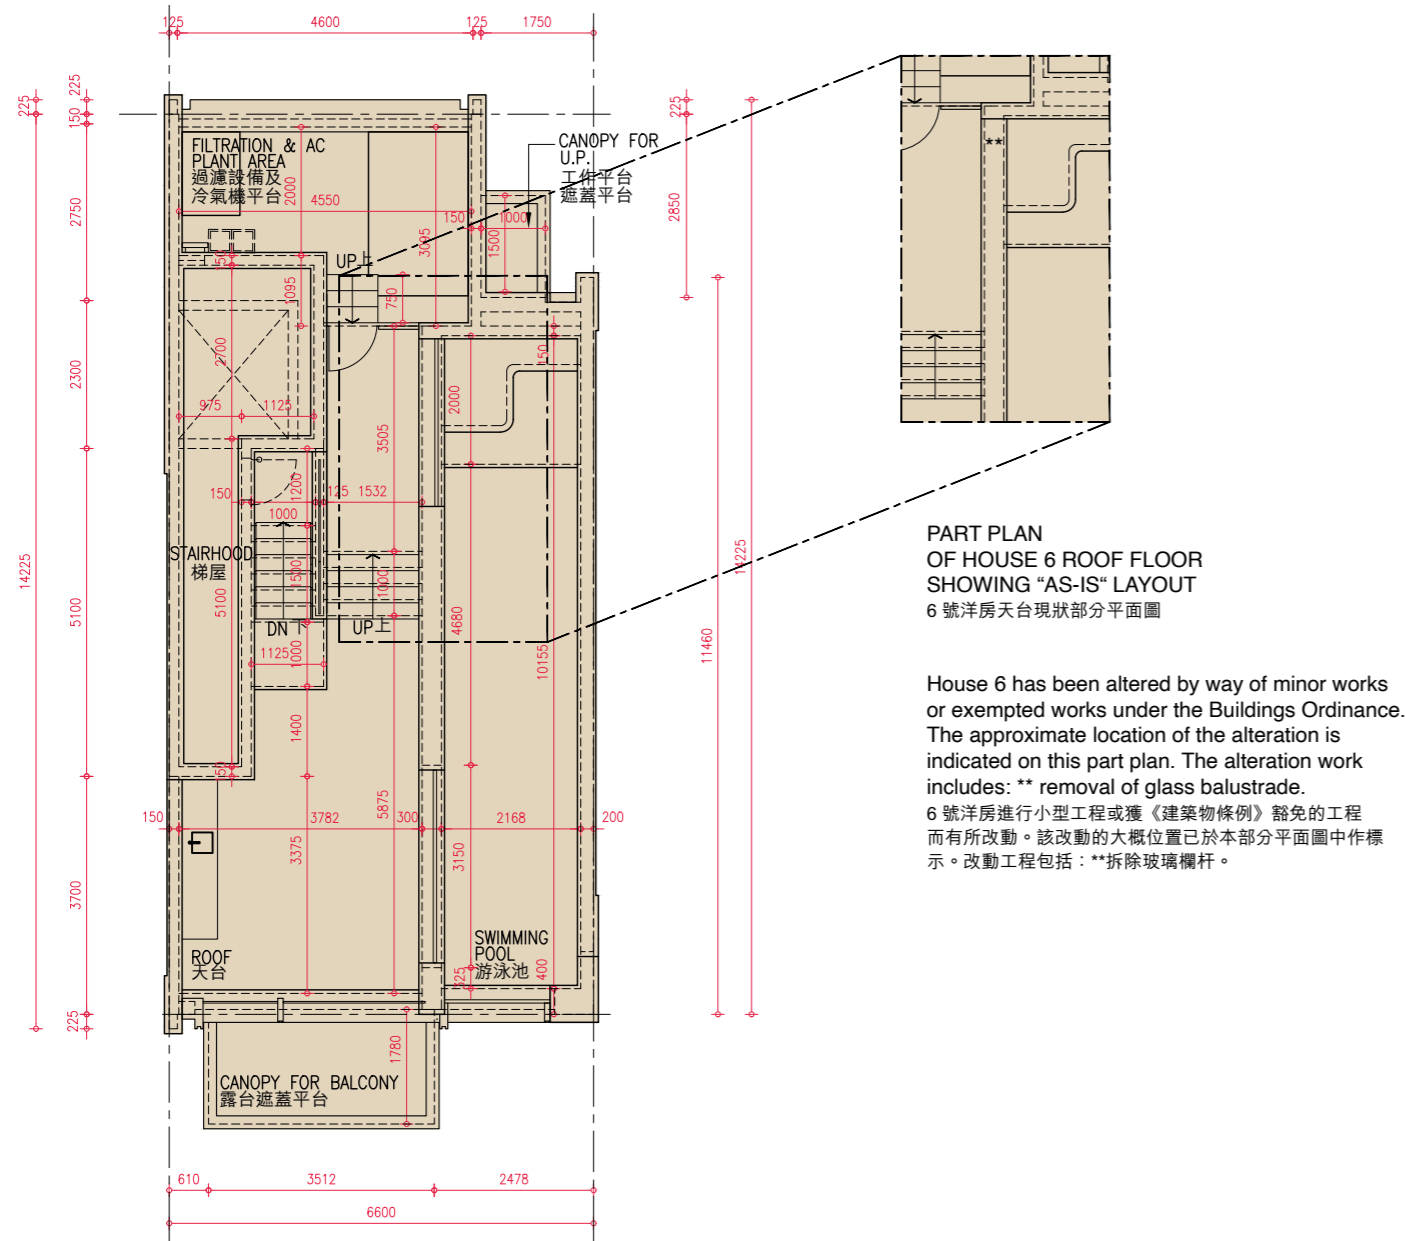 125
4600
125
1750
225
225
150
225
FILTRATION & AC
PLANT AREA
過濾設備及
冷氣機平台
2000
4550
CANOPY FOR
U.P.
工作平台
遮蓋平台
150
1000
1500
3095
2750
2850
**
UP上
150
1095
750
2700
150
2300
975
1125
2000
3505
150
1200
125
1532
1000
STAIRHOOD
梯屋
1500
1000
5100
5100
14225
14225
DN下
UP上
4680
10155
11460
1125
1000
1400
150
PART PLAN
OF HOUSE 6 ROOF FLOOR
SHOWING “AS-IS“ LAYOUT
6 號洋房天台現狀部分平面圖
House 6 has been altered by way of minor works
or exempted works under the Buildings Ordinance.
The approximate location of the alteration is
indicated on this part plan. The alteration work
includes: ** removal of glass balustrade.
6 號洋房進行小型工程或獲《建築物條例》豁免的工程
而有所改動。該改動的大概位置已於本部分平面圖中作標
示。改動工程包括：**拆除玻璃欄杆。
150
3782
5875
300
2168
200
3375
3150
3700
ROOF
天台
SWIMMING
POOL
游泳池
325
400
225
1780
CANOPY FOR BALCONY
露台遮蓋平台
610
3512
2478
6600